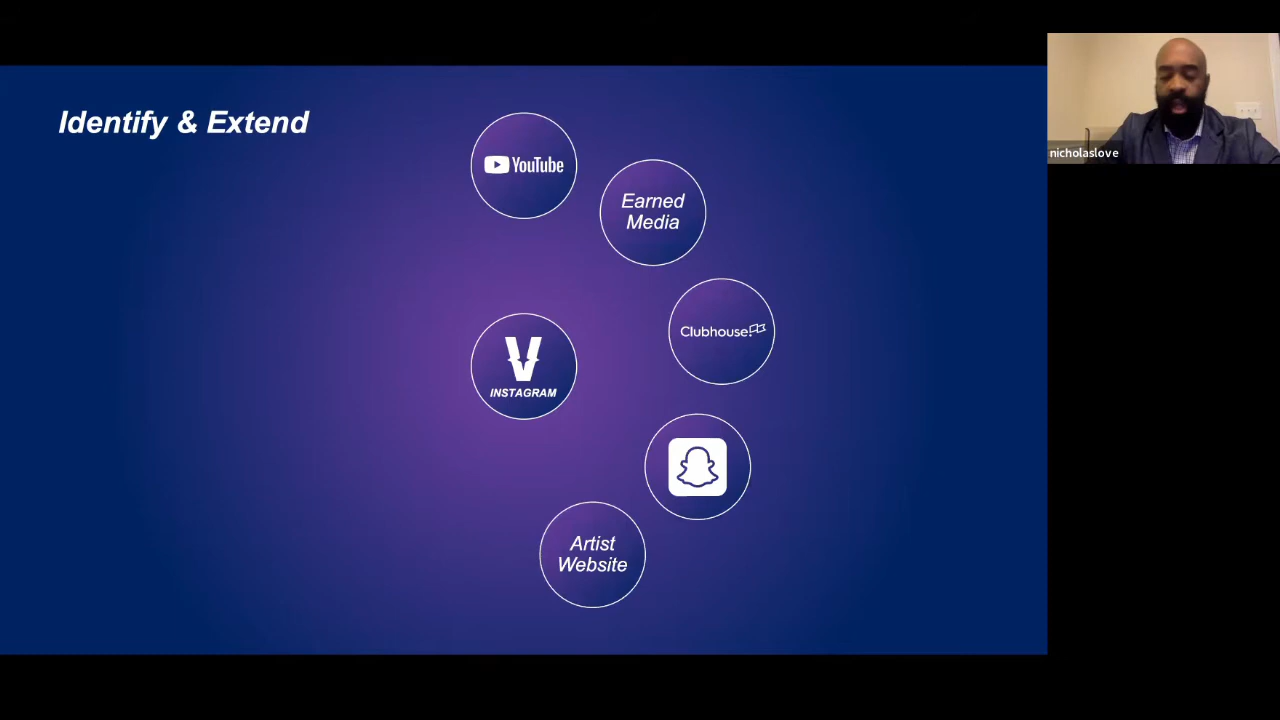 Identify & Extend
YouTube
Earned
Media
Clubhouse
V
INSTAGRAM
Artist
Website
nicholaslove